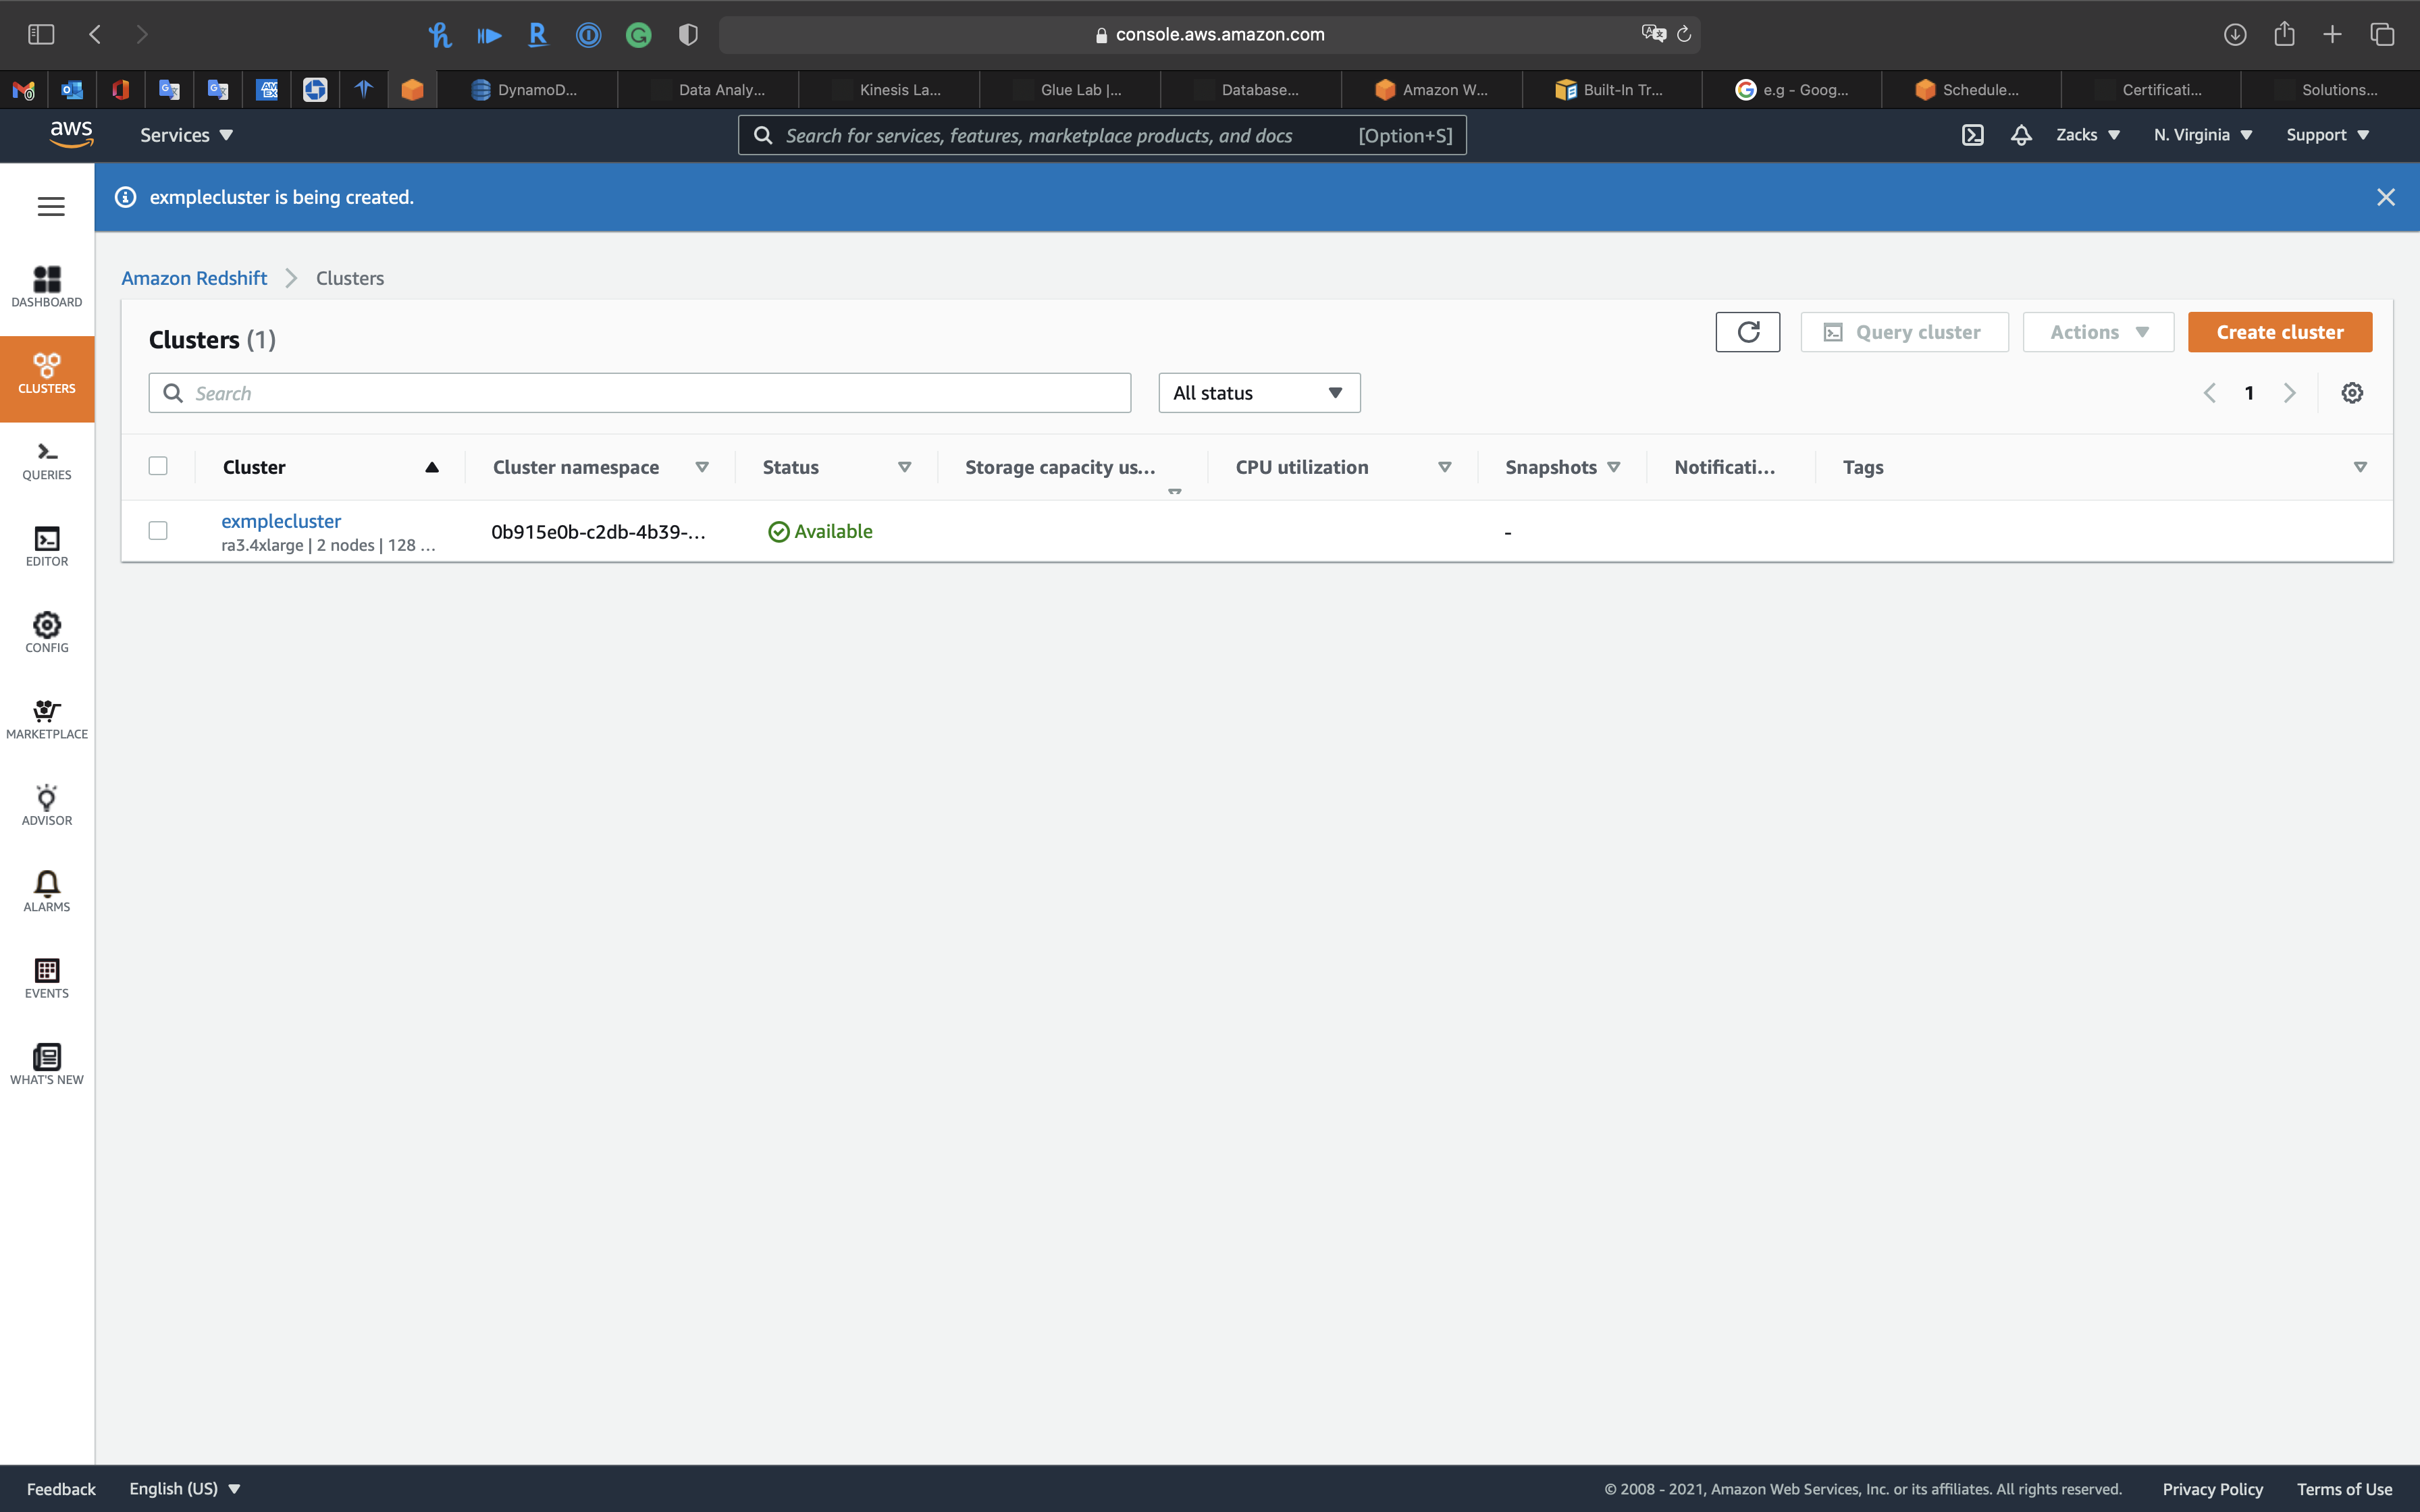 console.aws.amazon.com
DynamoD...
Data Analy...
Kinesis La...
Glue Lab |...
Database...
Amazon W...
Built-In Tr...
e.g - Goog...
Schedule...
Certificati...
Solutions...
aws
Services
Search for services, features, marketplace products, and docs [Option+S]
Zacks
N. Virginia
Support
exmplecluster is being created.
DASHBOARD
CLUSTERS
QUERIES
EDITOR
CONFIG
MARKETPLACE
ADVISOR
ALARMS
EVENTS
WHAT'S NEW
Amazon Redshift
Clusters
Clusters (1)
Query cluster
Actions
Create cluster
Search
All status
1
Cluster
Cluster namespace
Status
Storage capacity us...
CPU utilization
Snapshots
Notificati...
Tags
exmplecluster
ra3.4xlarge | 2 nodes | 128 ...
0b915e0b-c2db-4b39-...
Available
-
Feedback
English (US)
© 2008 - 2021, Amazon Web Services, Inc. or its affiliates. All rights reserved.
Privacy Policy
Terms of Use